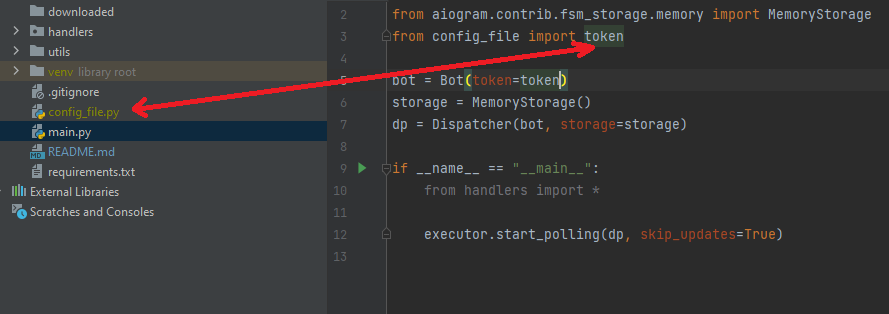 downloaded
handlers
utils
venv library root
.gitignore
config_file.py
main.py
MD README.md
requirements.txt
External Libraries
Scratches and Consoles
2 from aiogram.contrib.fsm_storage.memory import MemoryStorage
3 from config_file import token
5 bot = Bot(token=token)
6 storage = MemoryStorage()
7 dp = Dispatcher(bot, storage=storage)
8
9 if __name__ == "__main__":
10 from handlers import *
11
12 executor.start_polling(dp, skip_updates=True)
13